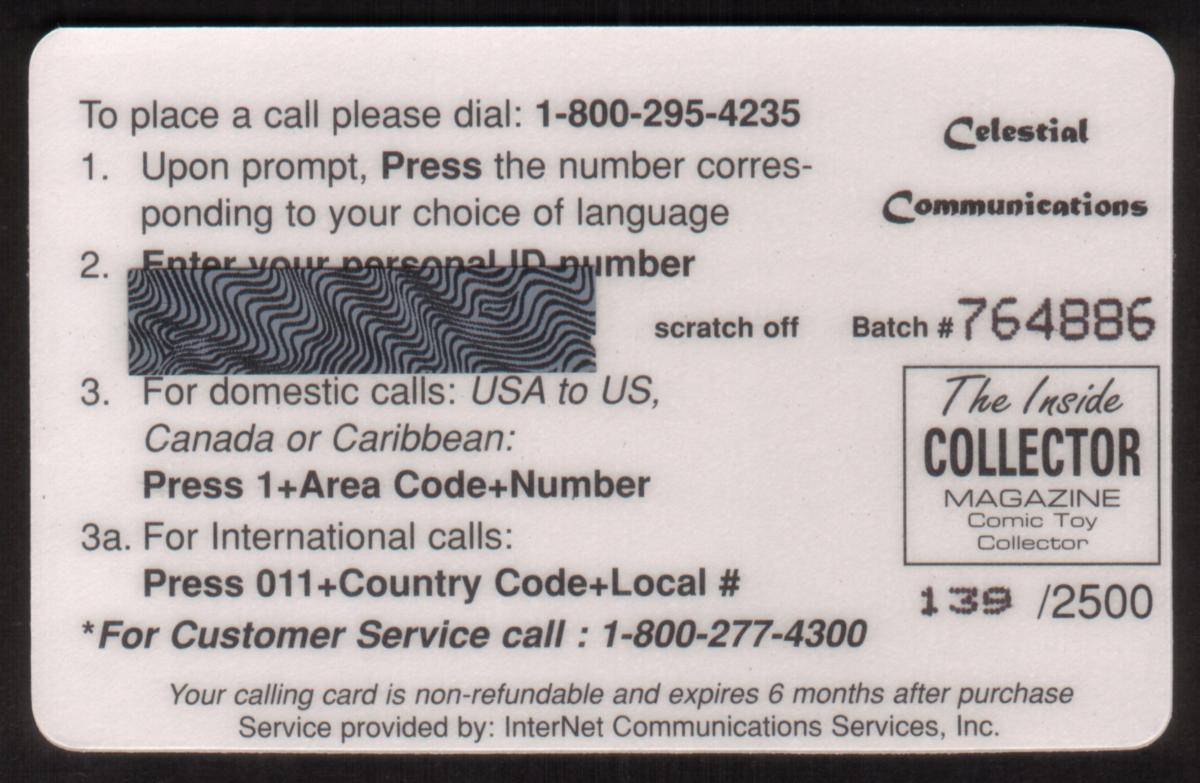 To place a call please dial: 1-800-295-4235
1. Upon prompt, Press the number corres-
ponding to your choice of language
2. Enter your personal ID number
scratch off
3. For domestic calls: USA to US,
Canada or Caribbean:
Press 1+Area Code+Number
3a. For International calls:
Press 011+Country Code+Local #
*For Customer Service call : 1-800-277-4300
Celestial
Communications
Batch # 764886
The Inside
COLLECTOR
MAGAZINE
Comic Toy
Collector
139 /2500
Your calling card is non-refundable and expires 6 months after purchase
Service provided by: InterNet Communications Services, Inc.